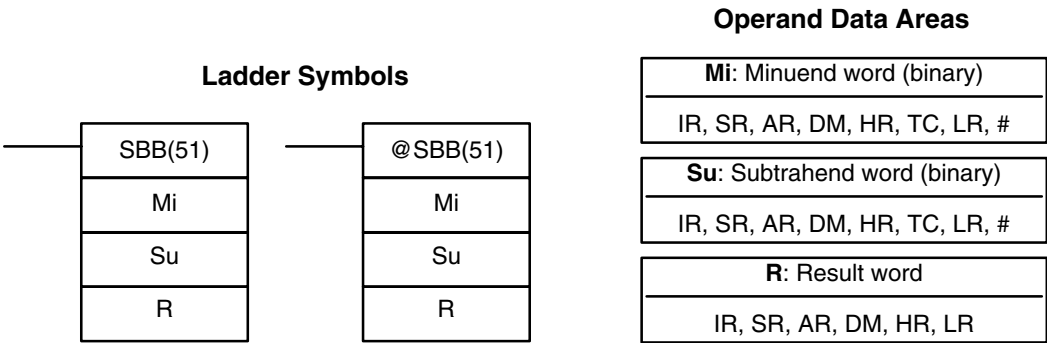 Ladder Symbols
SBB(51)
Mi
Su
R
@SBB(51)
Mi
Su
R
Operand Data Areas
Mi: Minuend word (binary)
IR, SR, AR, DM, HR, TC, LR, #
Su: Subtrahend word (binary)
IR, SR, AR, DM, HR, TC, LR, #
R: Result word
IR, SR, AR, DM, HR, LR